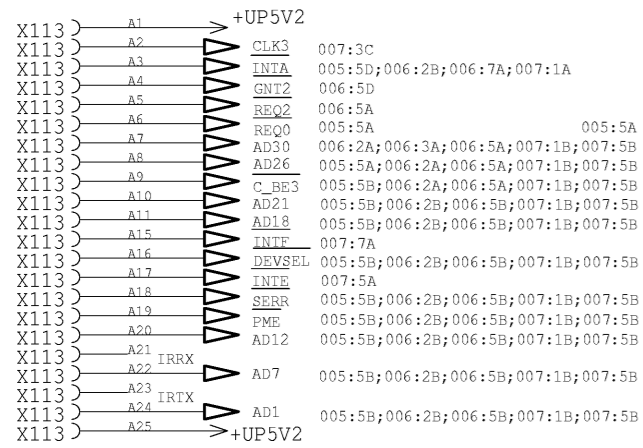 X113 A1 +UP5V2
X113 A2 CLK3 007:3C
X113 A3 INTA 005:5D;006:2B;006:7A;007:1A
X113 A4 GNT2 006:5D
X113 A5 REQ2 006:5A
X113 A6 REQ0 005:5A 005:5A
X113 A7 AD30 006:2A;006:3A;006:5A;007:1B;007:5B
X113 A8 AD26 005:5A;006:2A;006:5A;007:1B;007:5B
X113 A9 C_BE3 005:5B;006:2A;006:5A;007:1B;007:5B
X113 A10 AD21 005:5B;006:2B;006:5B;007:1B;007:5B
X113 A11 AD18 005:5B;006:2B;006:5B;007:1B;007:5B
X113 A15 INTF 007:7A
X113 A16 DEVSEL 005:5B;006:2B;006:5B;007:1B;007:5B
X113 A17 INTE 007:5A
X113 A18 SERR 005:5B;006:2B;006:5B;007:1B;007:5B
X113 A19 PME 005:5B;006:2B;006:5B;007:1B;007:5B
X113 A20 AD12 005:5B;006:2B;006:5B;007:1B;007:5B
X113 A21 IRRX
X113 A22 AD7 005:5B;006:2B;006:5B;007:1B;007:5B
X113 A23 IRTX
X113 A24 AD1 005:5B;006:2B;006:5B;007:1B;007:5B
X113 A25 +UP5V2